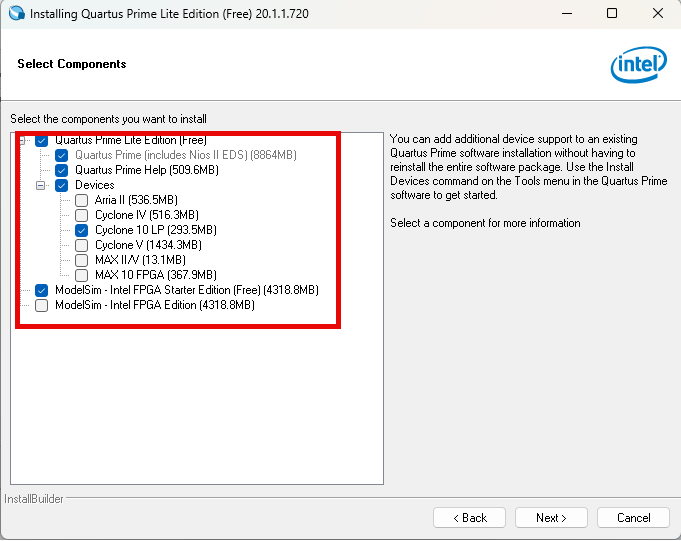 Installing Quartus Prime Lite Edition (Free) 20.1.1.720
Select Components
intel
Select the components you want to install
Quartus Prime Lite Edition (Free)
Quartus Prime (includes Nios II EDS) (8864MB)
Quartus Prime Help (509.6MB)
Devices
Arria II (536.5MB)
Cyclone IV (516.3MB)
Cyclone 10 LP (293.5MB)
Cyclone V (1434.3MB)
MAX II/V (13.1MB)
MAX 10 FPGA (367.9MB)
ModelSim - Intel FPGA Starter Edition (Free) (4318.8MB)
ModelSim - Intel FPGA Edition (4318.8MB)
You can add additional device support to an existing
Quartus Prime software installation without having to
reinstall the entire software package. Use the Install
Devices command on the Tools menu in the Quartus Prime
software to get started.
Select a component for more information
InstallBuilder
< Back
Next >
Cancel